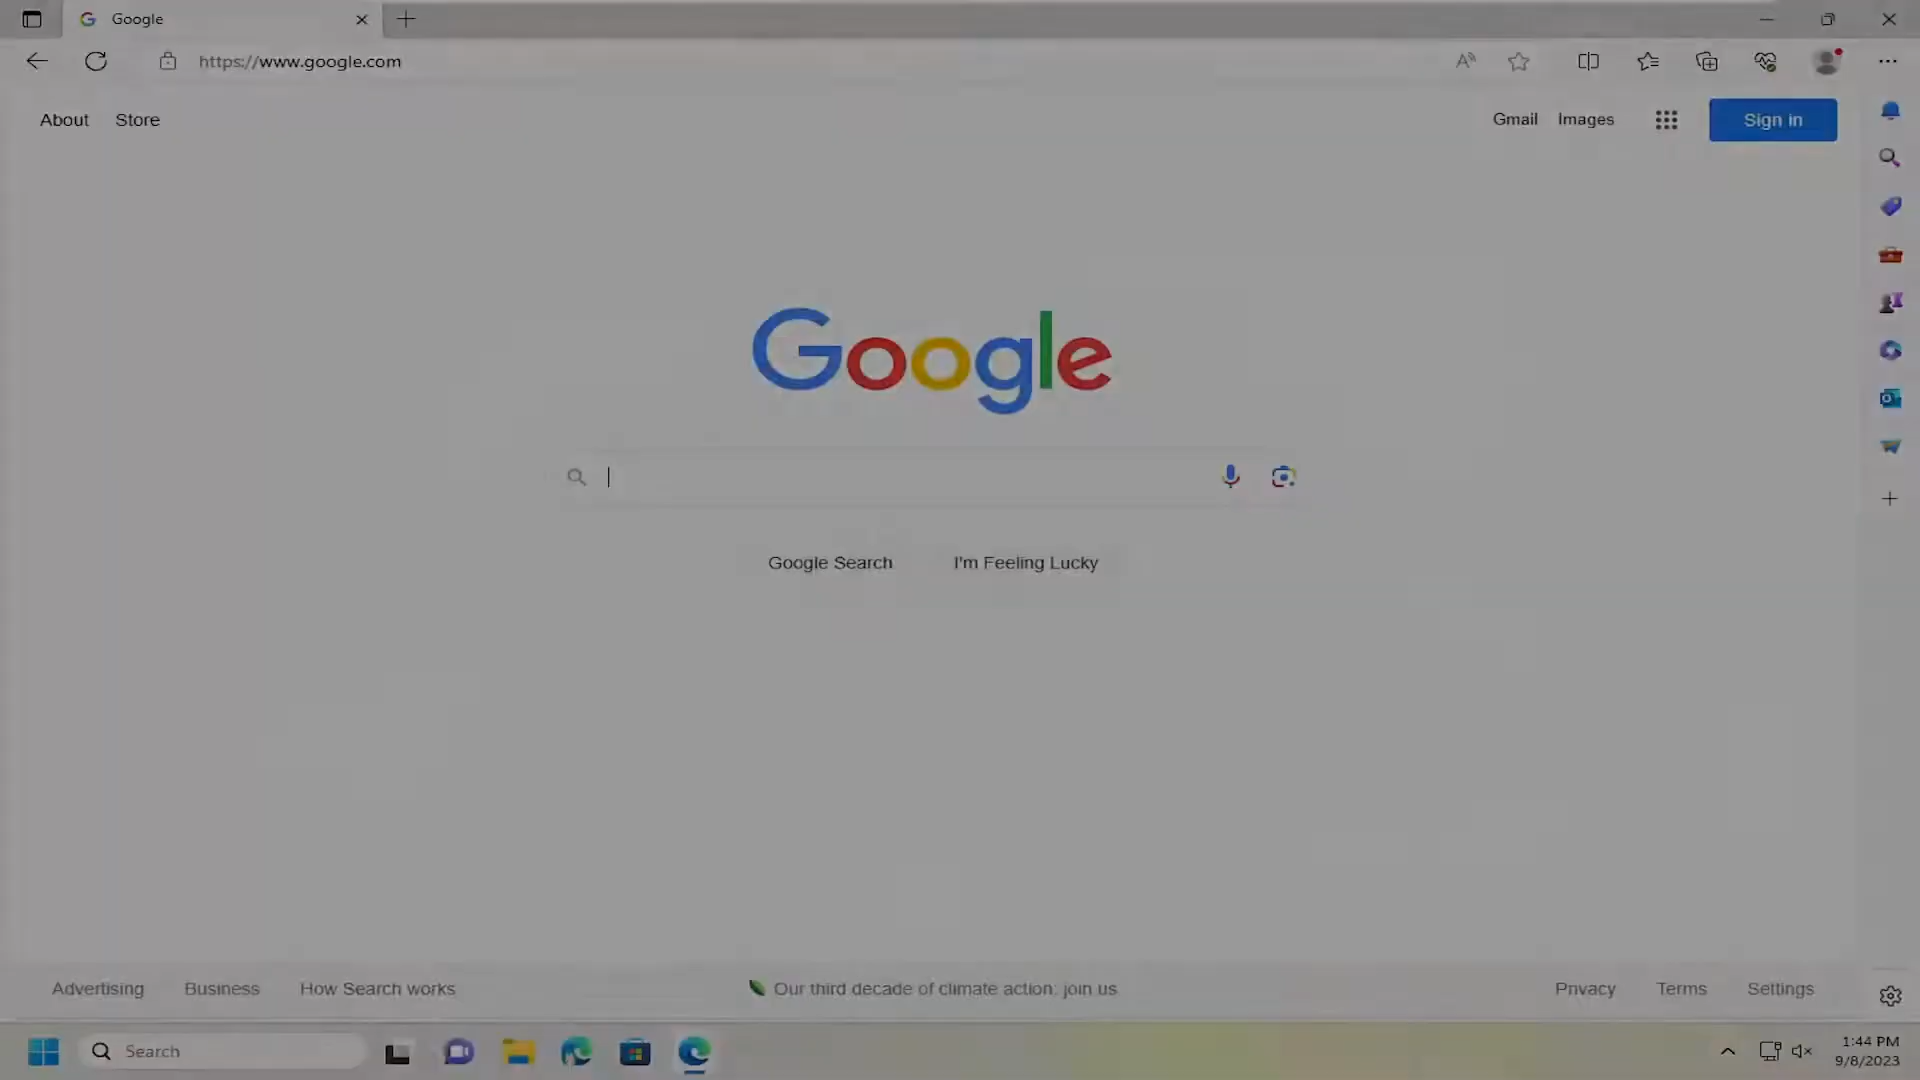 Google
https://www.google.com
About Store
Gmail Images Sign in
Google
Google Search I'm Feeling Lucky
Advertising Business How Search works
Our third decade of climate action: join us
Privacy Terms Settings
Search
1:44 PM
9/8/2023